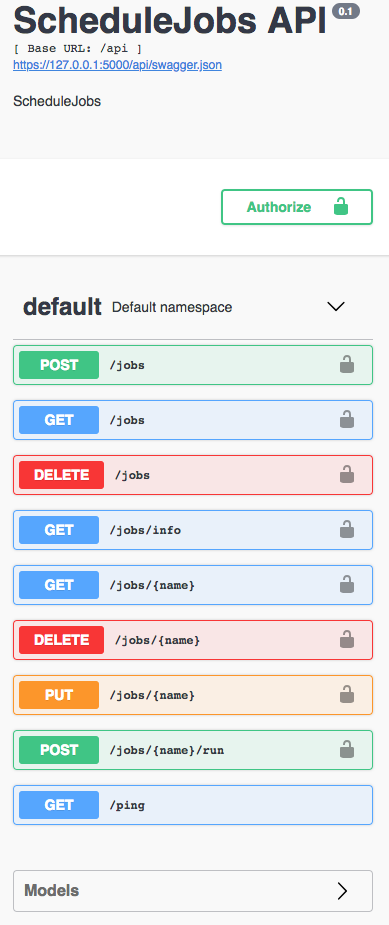 ScheduleJobs API 0.1
[ Base URL: /api ]
https://127.0.0.1:5000/api/swagger.json
ScheduleJobs
Authorize
default Default namespace
POST /jobs
GET /jobs
DELETE /jobs
GET /jobs/info
GET /jobs/{name}
DELETE /jobs/{name}
PUT /jobs/{name}
POST /jobs/{name}/run
GET /ping
Models